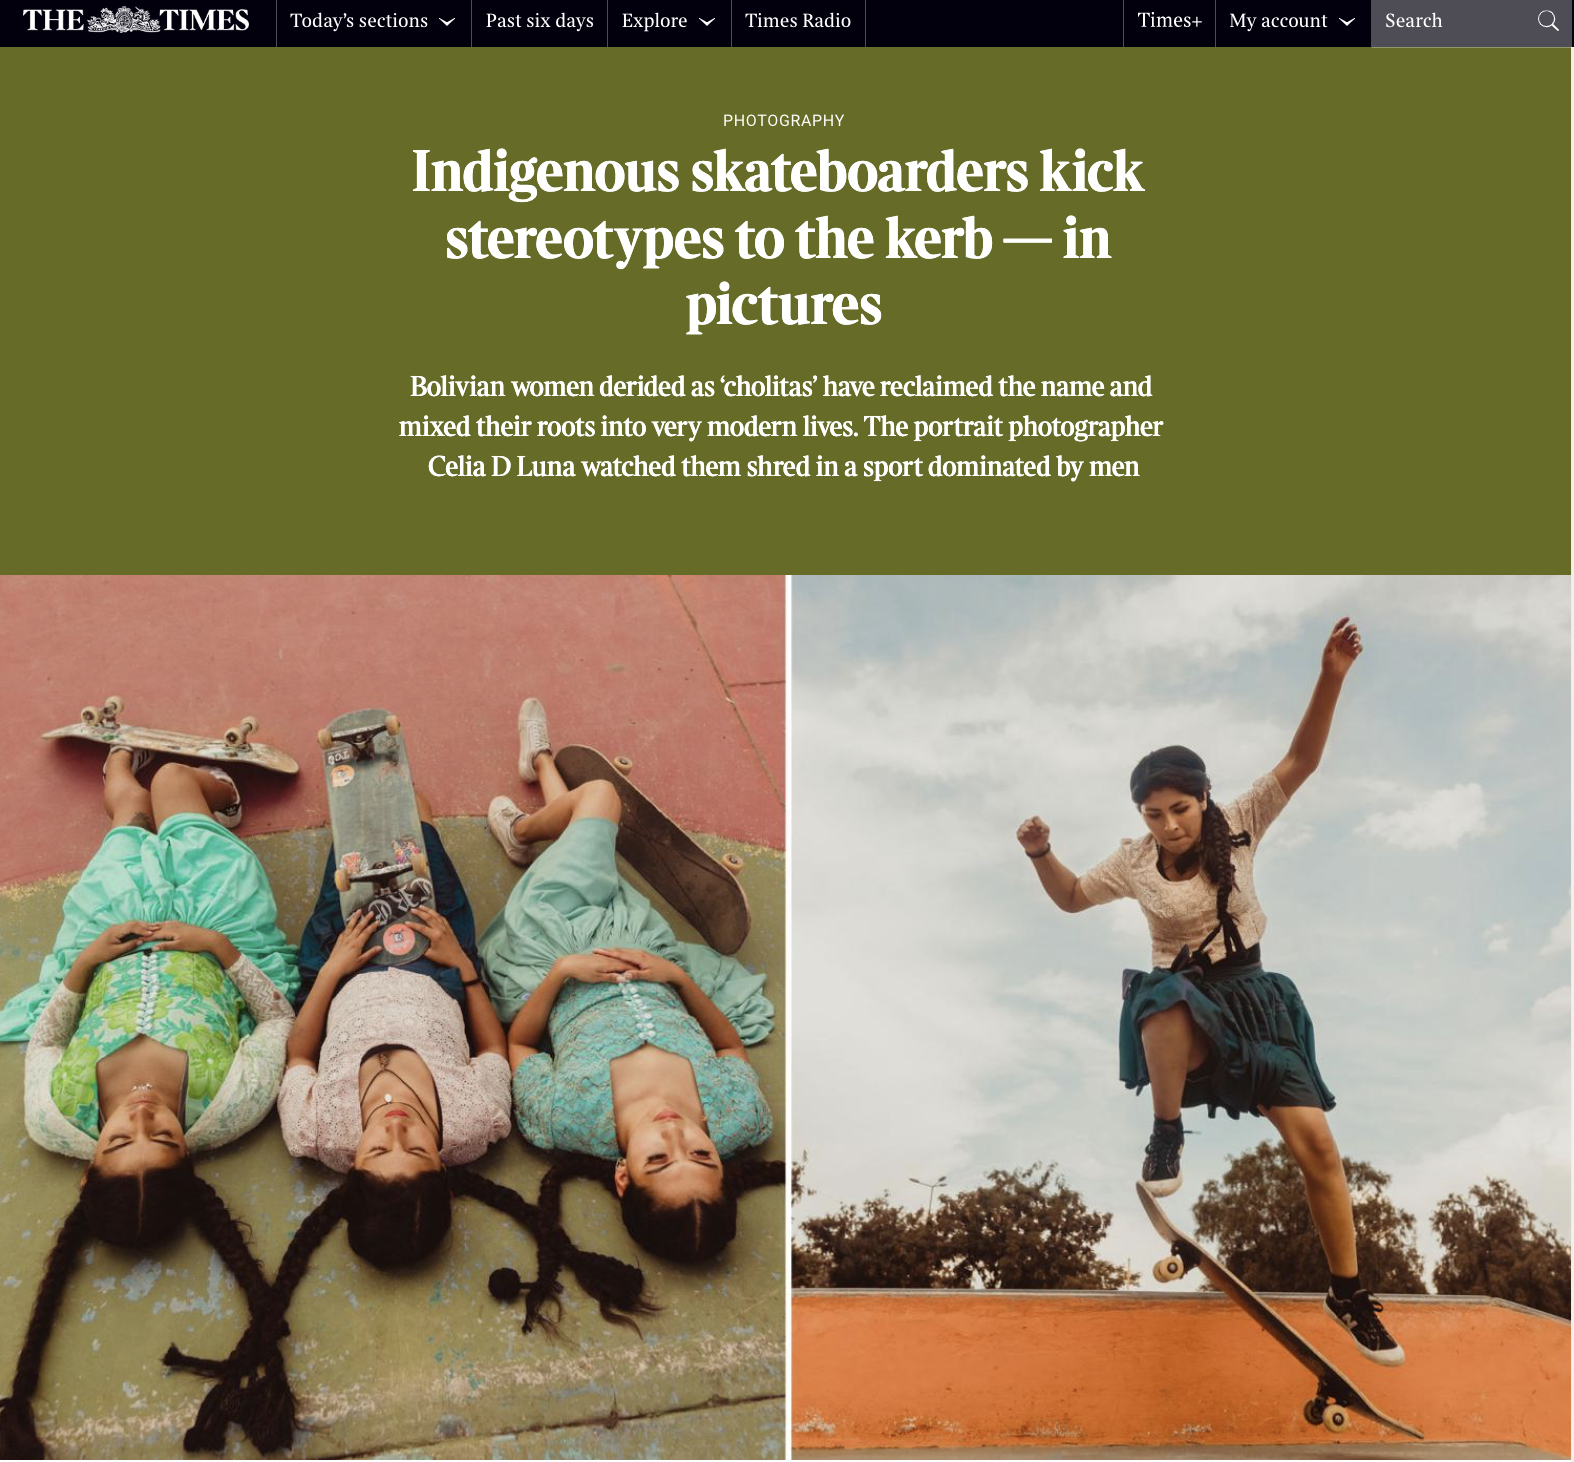 THE TIMES
Today's sections
Past six days
Explore
Times Radio
Times+
My account
Search
PHOTOGRAPHY
Indigenous skateboarders kick
stereotypes to the kerb — in
pictures
Bolivian women derided as ‘cholitas’ have reclaimed the name and
mixed their roots into very modern lives. The portrait photographer
Celia D Luna watched them shred in a sport dominated by men